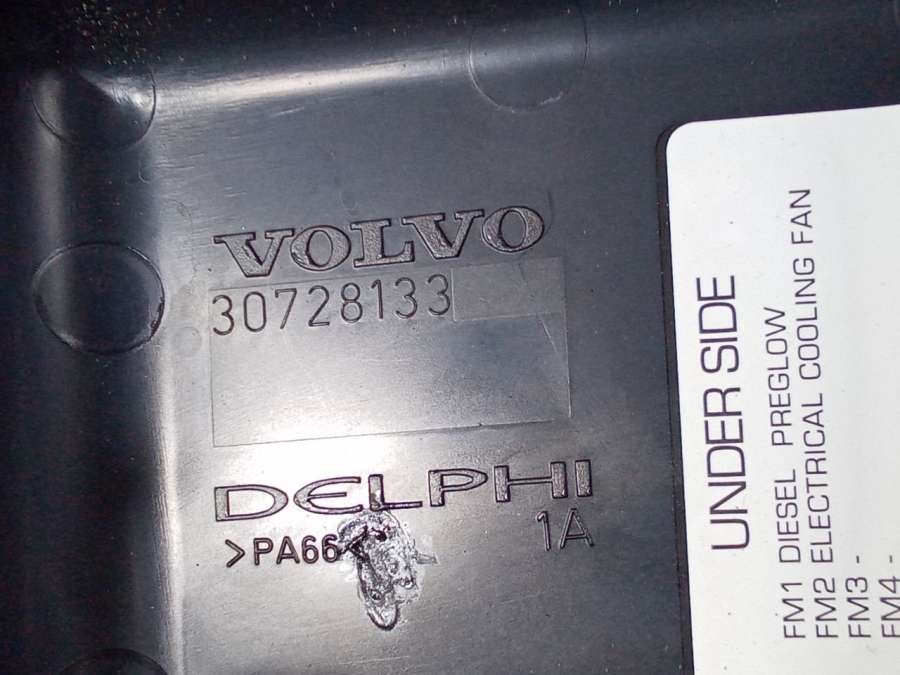 VOLVO
30728133
DELPHI
>PA66<
1A
UNDER SIDE
FM1 DIESEL PREGLOW
FM2 ELECTRICAL COOLING FAN
FM3 -
FM4 -